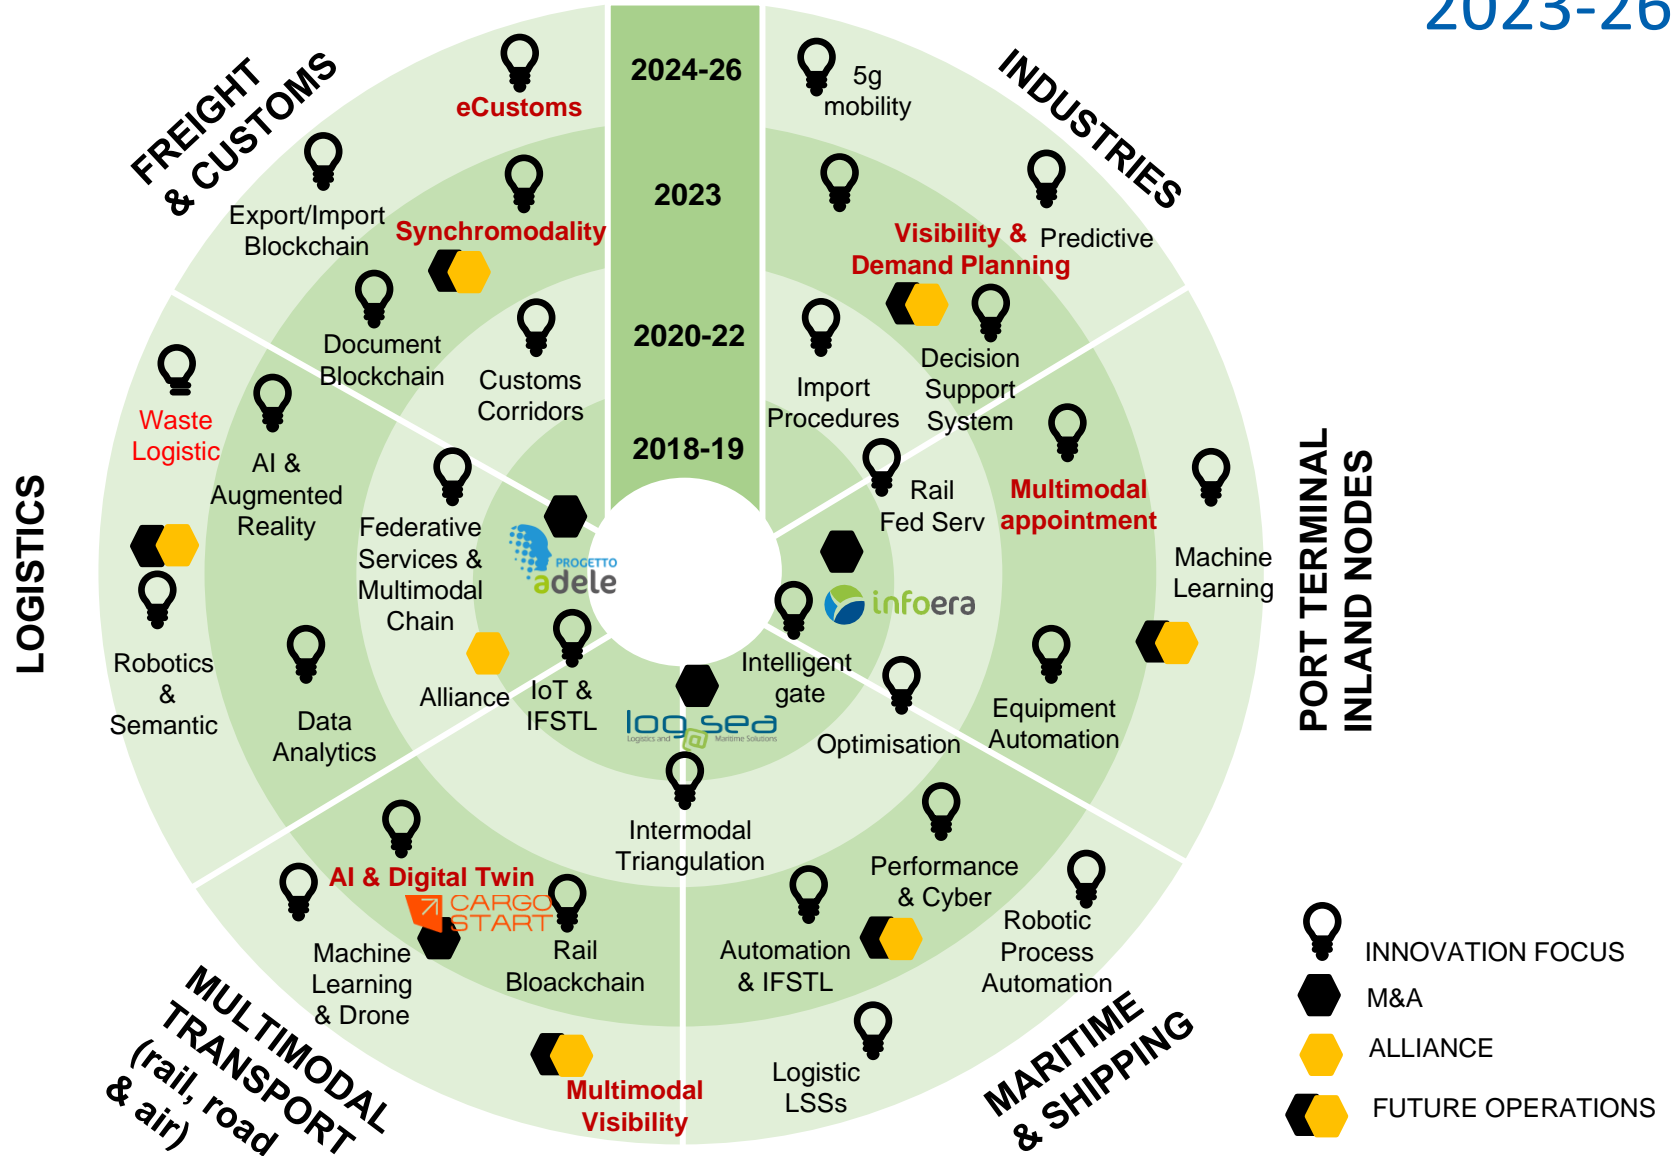 2023-26
FREIGHT
& CUSTOMS
INDUSTRIES
LOGISTICS
PORT TERMINAL
INLAND NODES
MULTIMODAL
TRANSPORT
(rail, road
& air)
MARITIME
& SHIPPING
2024-26
2023
2020-22
2018-19
eCustoms
Export/Import
Blockchain
Synchromodality
Document
Blockchain
Customs
Corridors
5g
mobility
Visibility &
Demand Planning
Predictive
Import
Procedures
Decision
Support
System
Rail
Fed Serv
Multimodal
appointment
Machine
Learning
Equipment
Automation
infoera
Intelligent
gate
Optimisation
Waste
Logistic
AI &
Augmented
Reality
Federative
Services &
Multimodal
Chain
PROGETTO
adele
Alliance
IoT &
IFSTL
Robotics
&
Semantic
Data
Analytics
log@sea
Logistics and Maritime Solutions
Intermodal
Triangulation
AI & Digital Twin
CARGO
START
Machine
Learning
& Drone
Rail
Bloackchain
Multimodal
Visibility
Performance
& Cyber
Automation
& IFSTL
Robotic
Process
Automation
Logistic
LSSs
INNOVATION FOCUS
M&A
ALLIANCE
FUTURE OPERATIONS